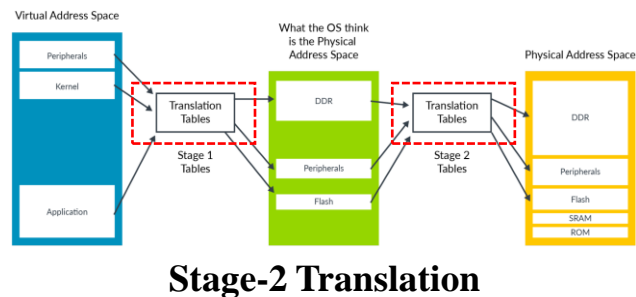 Virtual Address Space
Peripherals
Kernel
Application
Translation
Tables
Stage 1
Tables
What the OS think
is the Physical
Address Space
DDR
Peripherals
Flash
Translation
Tables
Stage 2
Tables
Physical Address Space
DDR
Peripherals
Flash
SRAM
ROM
Stage-2 Translation